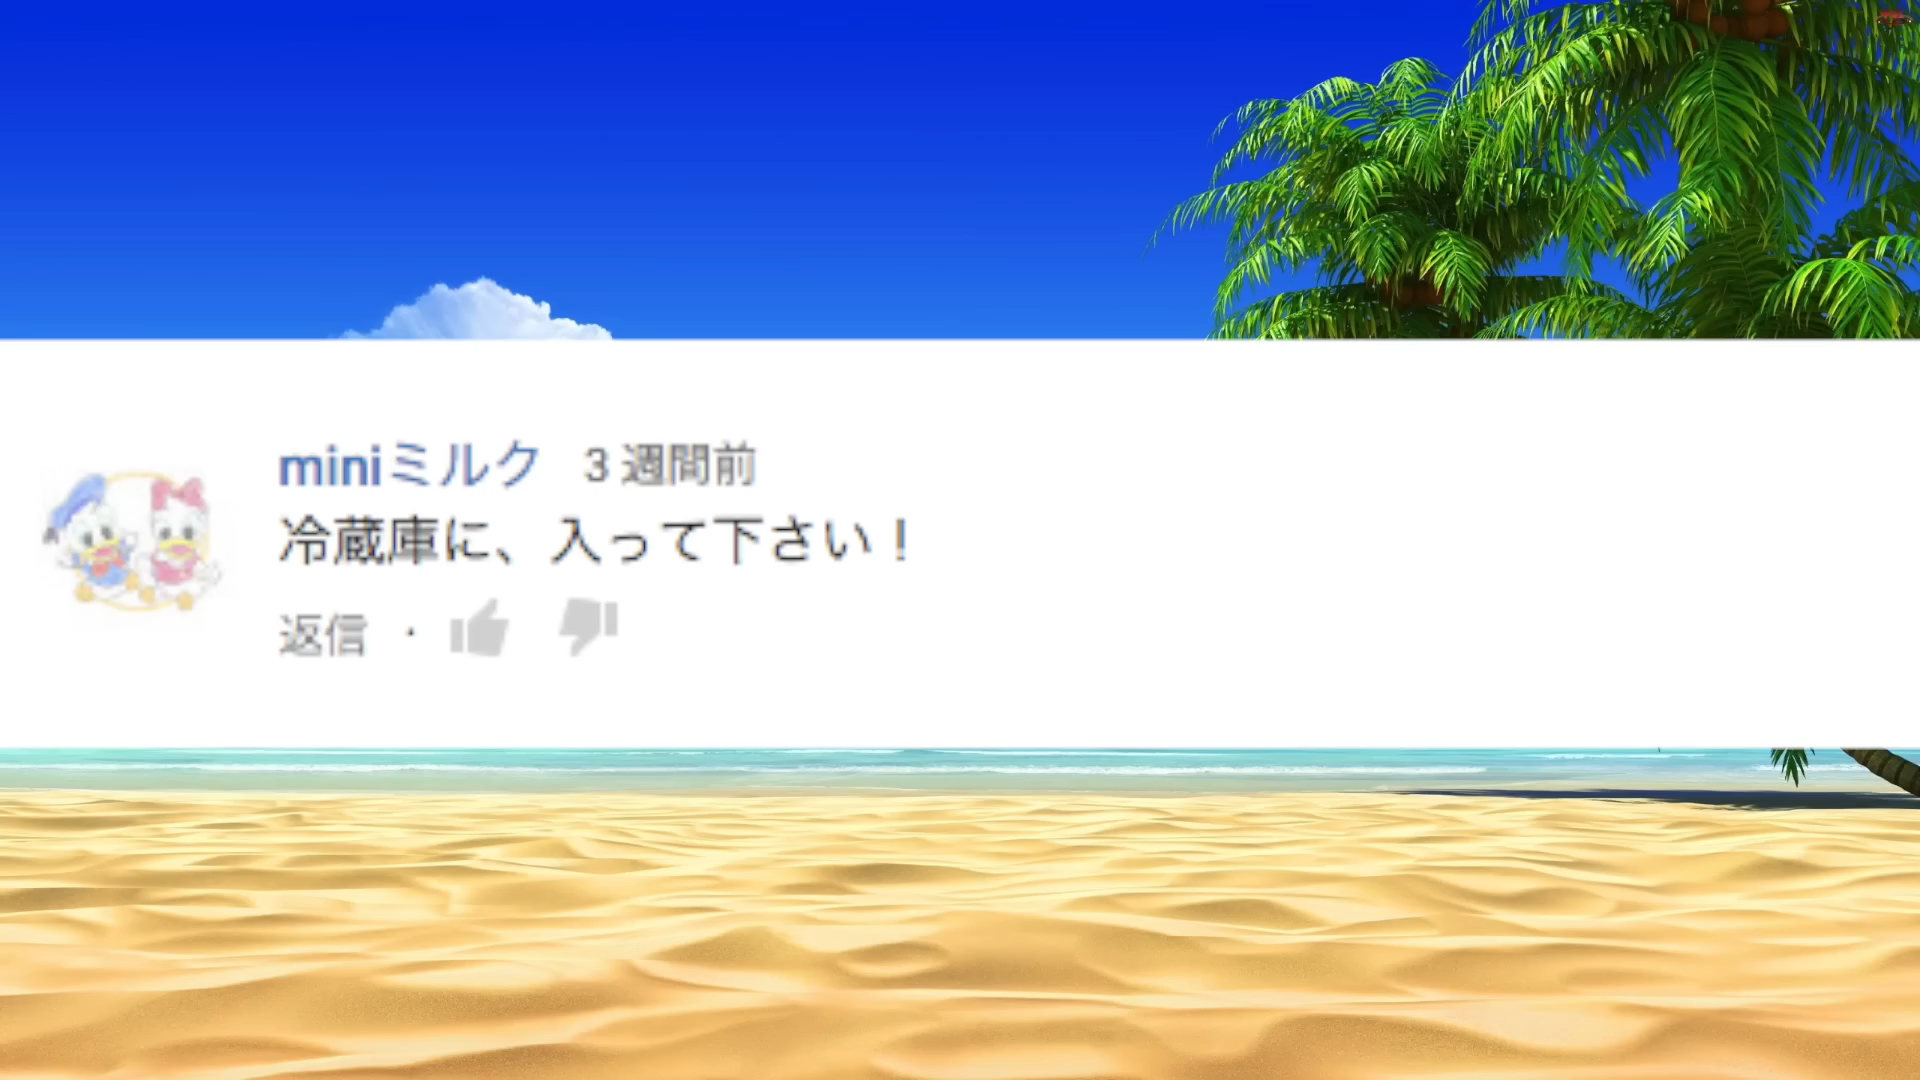 miniミルク 3 週間前
冷蔵庫に、入って下さい！
返信 ・